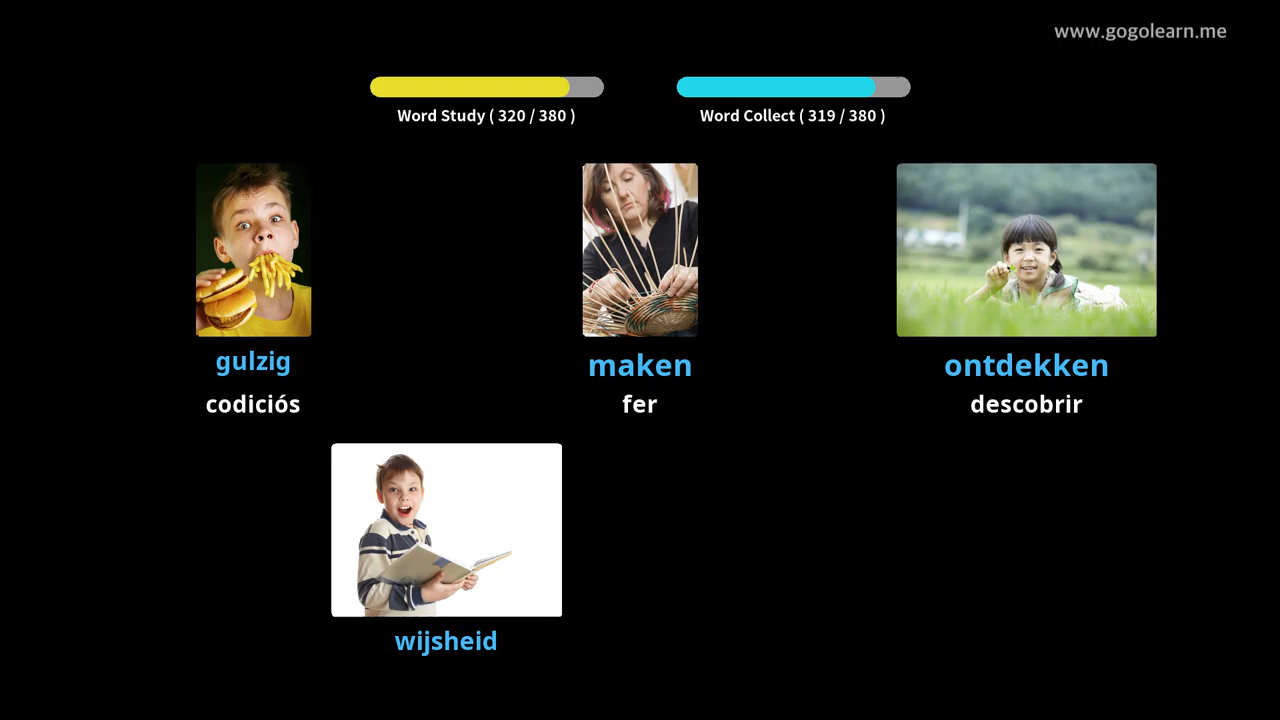 www.gogolearn.me
Word Study ( 320 / 380 )
Word Collect ( 319 / 380 )
gulzig
maken
ontdekken
codiciós
fer
descobrir
wijsheid